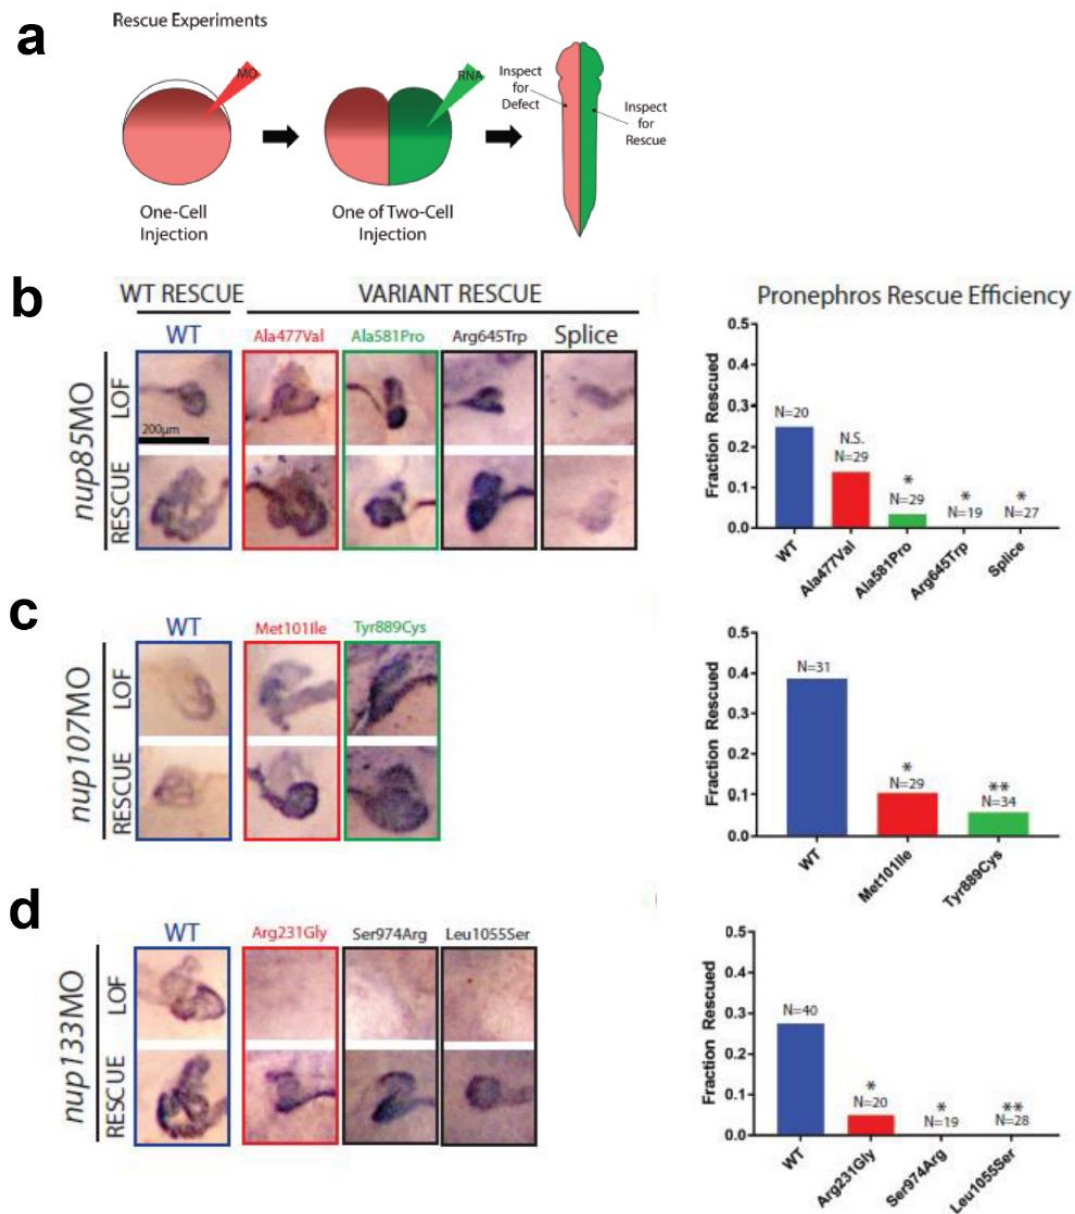 a
Rescue Experiments
MO
RNA
Inspect
for
Defect
Inspect
for
Rescue
One-Cell
Injection
One of Two-Cell
Injection
b
WT RESCUE
VARIANT RESCUE
WT
Ala477Val
Ala581Pro
Arg645Trp
Splice
nup85MO
LOF
RESCUE
200µm
Pronephros Rescue Efficiency
Fraction Rescued
0.5
0.4
0.3
0.2
0.1
0.0
N=20
N.S.
N=29
*
N=29
*
N=19
*
N=27
WT
Ala477Val
Ala581Pro
Arg645Trp
Splice
c
WT
Met101Ile
Tyr889Cys
nup107MO
LOF
RESCUE
Fraction Rescued
0.5
0.4
0.3
0.2
0.1
0.0
N=31
*
N=29
**
N=34
WT
Met101Ile
Tyr889Cys
d
WT
Arg231Gly
Ser974Arg
Leu1055Ser
nup133MO
LOF
RESCUE
Fraction Rescued
0.5
0.4
0.3
0.2
0.1
0.0
N=40
*
N=20
*
N=19
**
N=28
WT
Arg231Gly
Ser974Arg
Leu1055Ser